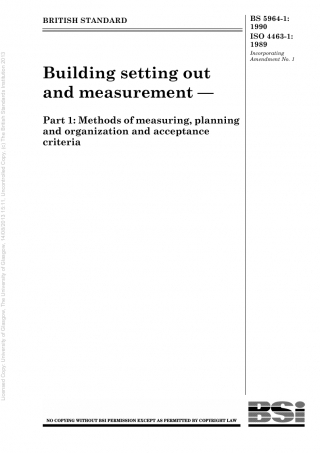 BRITISH STANDARD
BS 5964-1:
1990
ISO 4463-1:
1989
Incorporating
Amendment No. 1
Building setting out
and measurement —
Part 1: Methods of measuring, planning
and organization and acceptance
criteria
Licensed Copy: University of Glasgow, The University of Glasgow, 14/03/2013 15:11, Uncontrolled Copy, (c) The British Standards Institution 2013
NO COPYING WITHOUT BSI PERMISSION EXCEPT AS PERMITTED BY COPYRIGHT LAW
BSi